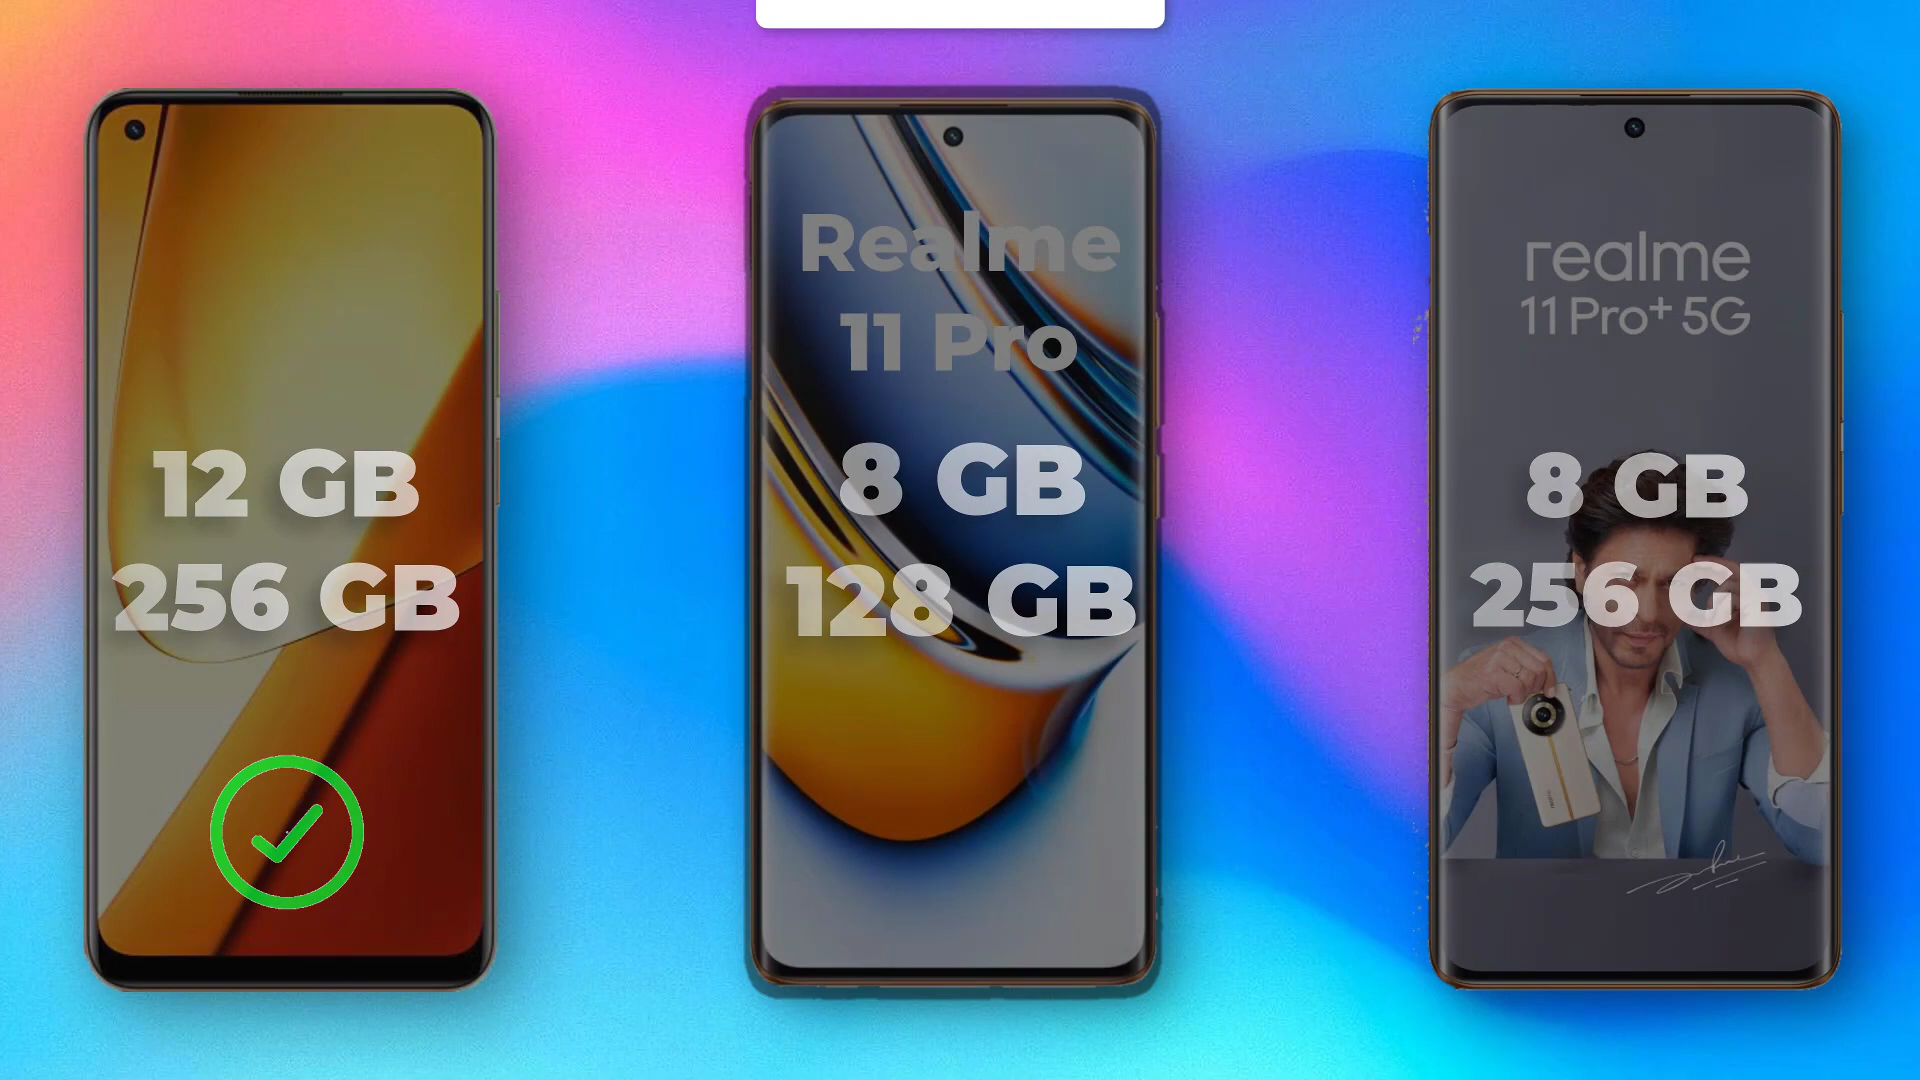 12 GB
256 GB
Realme
11 Pro
8 GB
128 GB
realme
11 Pro+ 5G
8 GB
256 GB